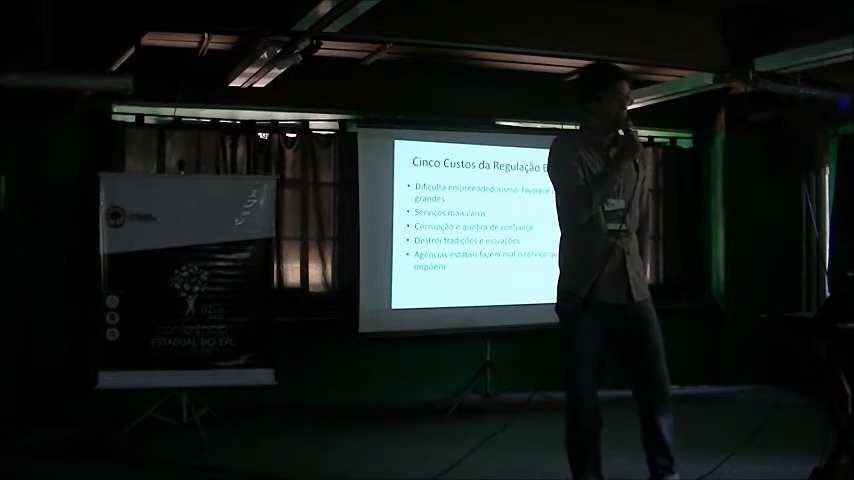 Cinco Custos da Regulação
• Dificulta empreendedorismo, favorece
grandes
• Serviços mais caros
• Corrupção e quebra de confiança
• Destrói tradições e inovações
• Agências estatais fazem mal o serviço
impõem
ESTADUAL DO EPL